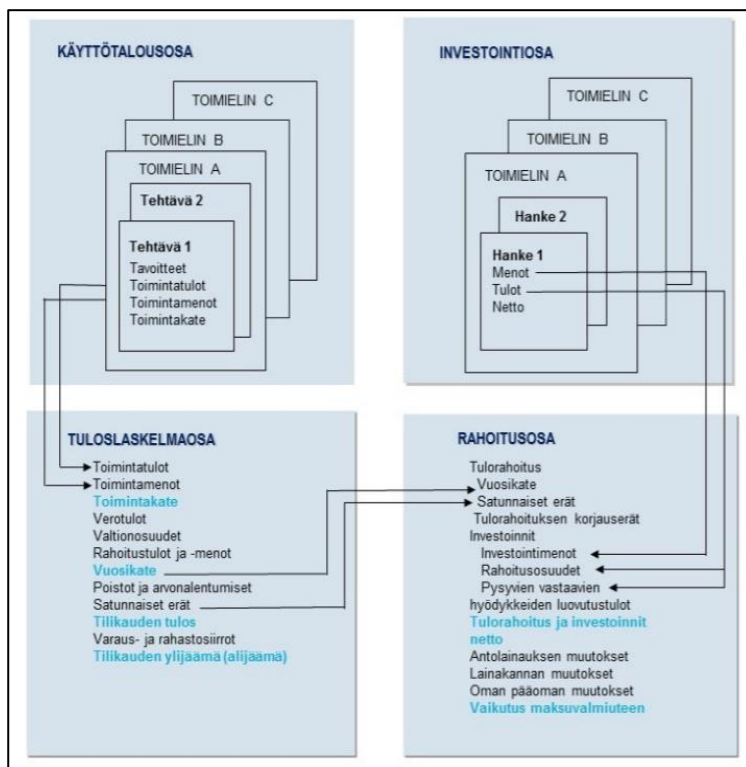 KÄYTTÖTALOUSOSA
TOIMIELIN C
TOIMIELIN B
TOIMIELIN A
Tehtävä 2
Tehtävä 1
Tavoitteet
Toimintatulot
Toimintamenot
Toimintakate
INVESTOINTIOSA
TOIMIELIN C
TOIMIELIN B
TOIMIELIN A
Hanke 2
Hanke 1
Menot
Tulot
Netto
TULOSLASKELMAOSA
Toimintatulot
Toimintamenot
Toimintakate
Verotulot
Valtionosuudet
Rahoitustulot ja -menot
Vuosikate
Poistot ja arvonalentumiset
Satunnaiset erät
Tilikauden tulos
Varaus- ja rahastosiirrot
Tilikauden ylijäämä (alijäämä)
RAHOITUSOSA
Tulorahoitus
Vuosikate
Satunnaiset erät
Tulorahoituksen korjauserät
Investoinnit
Investointimenot
Rahoitusosuudet
Pysyvien vastaavien
hyödykkeiden luovutustulot
Tulorahoitus ja investoinnit
netto
Antolainauksen muutokset
Lainakannan muutokset
Oman pääoman muutokset
Vaikutus maksuvalmiuteen